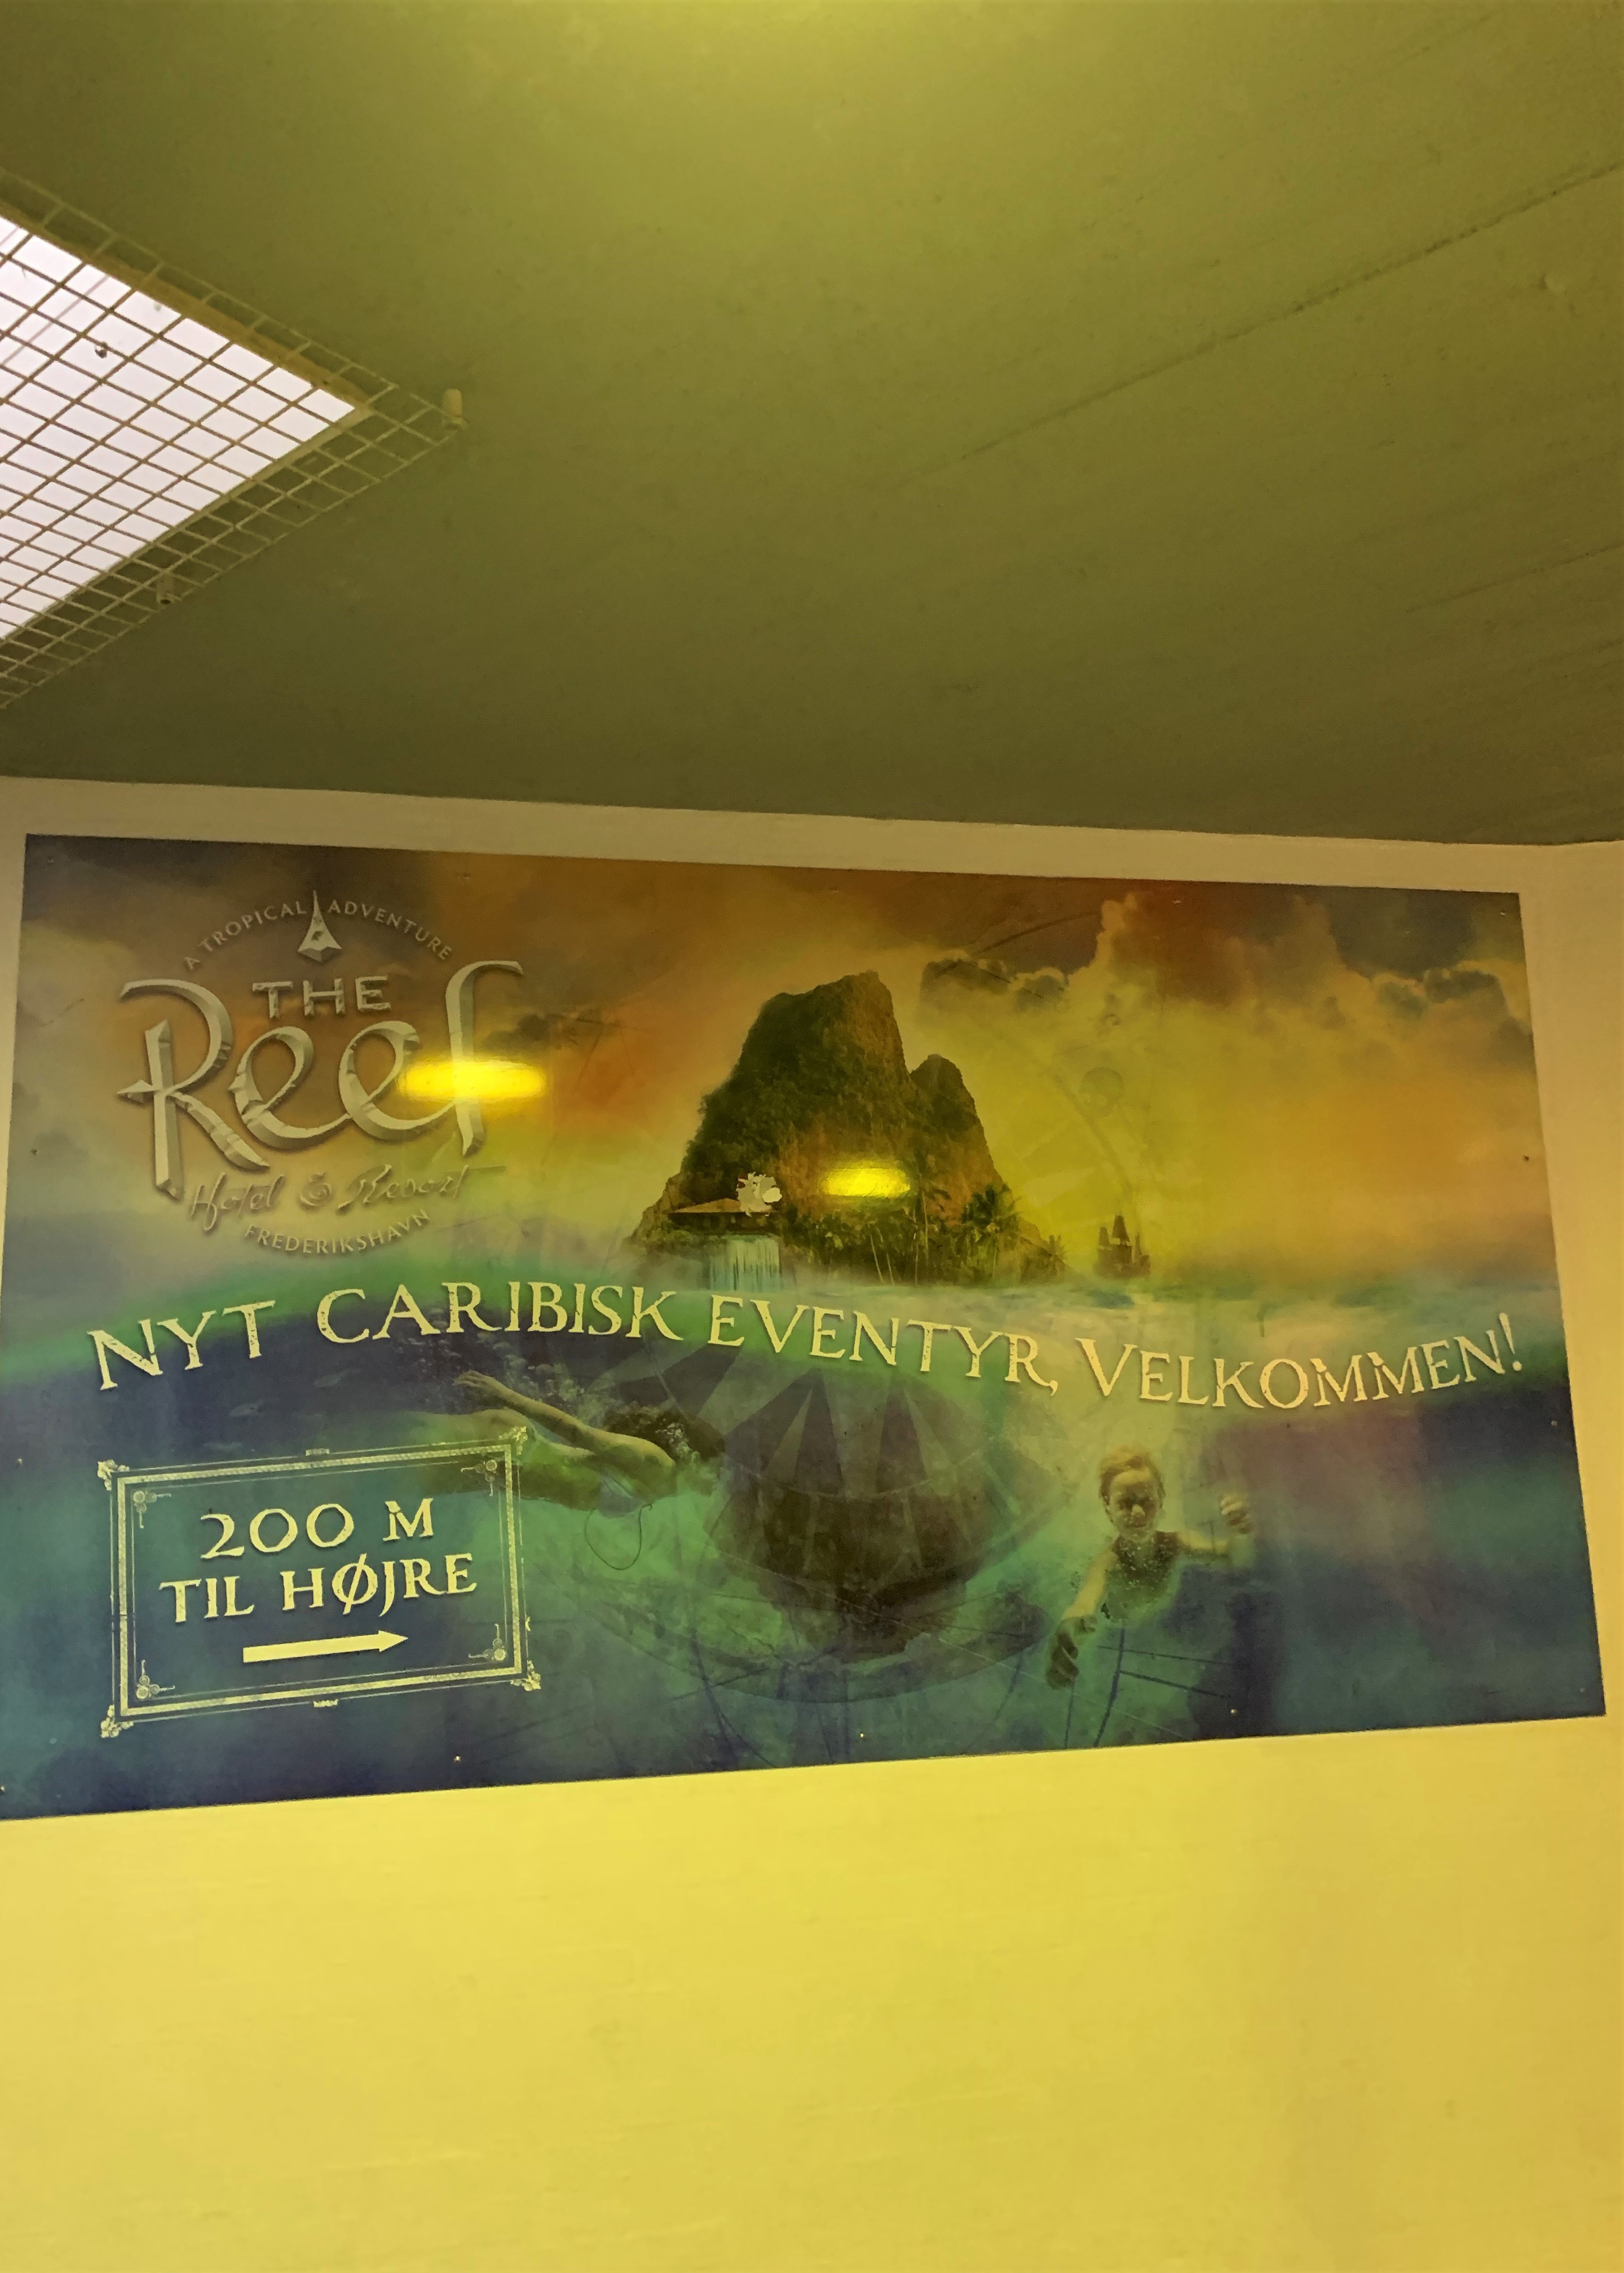 A TROPICAL ADVENTURE
THE
Reef
Hotel & Resort
FREDERIKSHAVN
NYT CARIBISK EVENTYR, VELKOMMEN!
200 M
TIL HØJRE